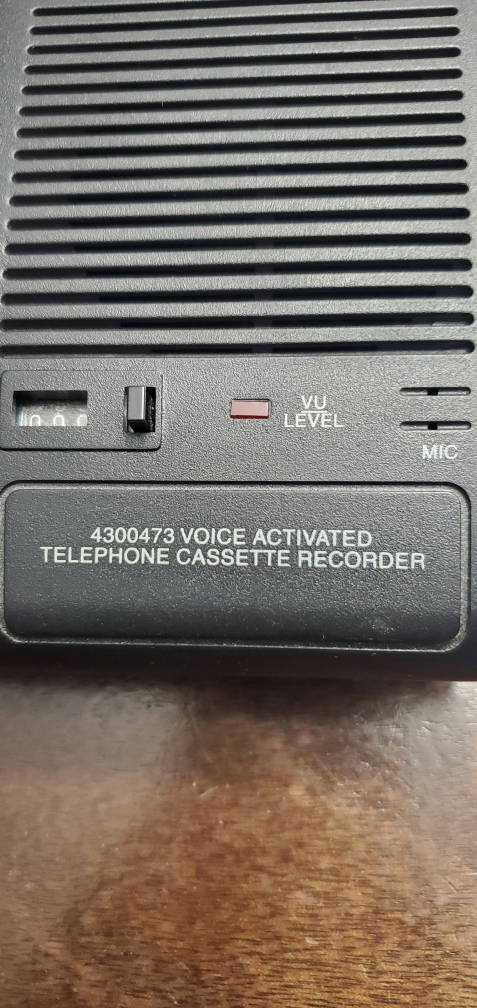 VU
LEVEL
MIC
4300473 VOICE ACTIVATED
TELEPHONE CASSETTE RECORDER